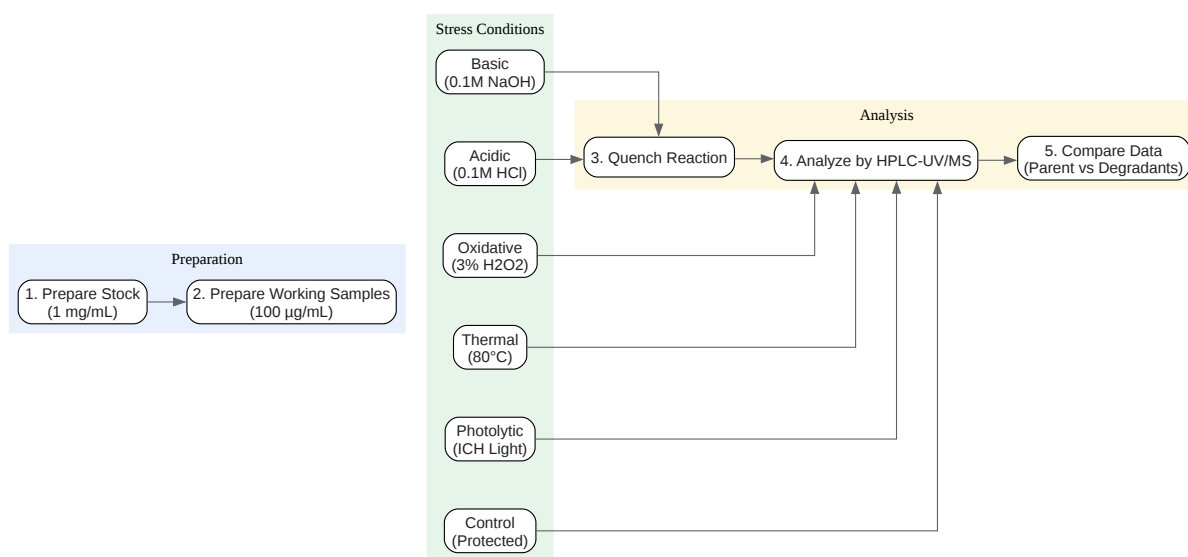 Stress Conditions
Basic
(0.1M NaOH)
Analysis
Acidic
(0.1M HCl)
3. Quench Reaction
4. Analyze by HPLC-UV/MS
5. Compare Data
(Parent vs Degradants)
Oxidative
(3% H2O2)
Preparation
1. Prepare Stock
(1 mg/mL)
2. Prepare Working Samples
(100 µg/mL)
Thermal
(80°C)
Photolytic
(ICH Light)
Control
(Protected)